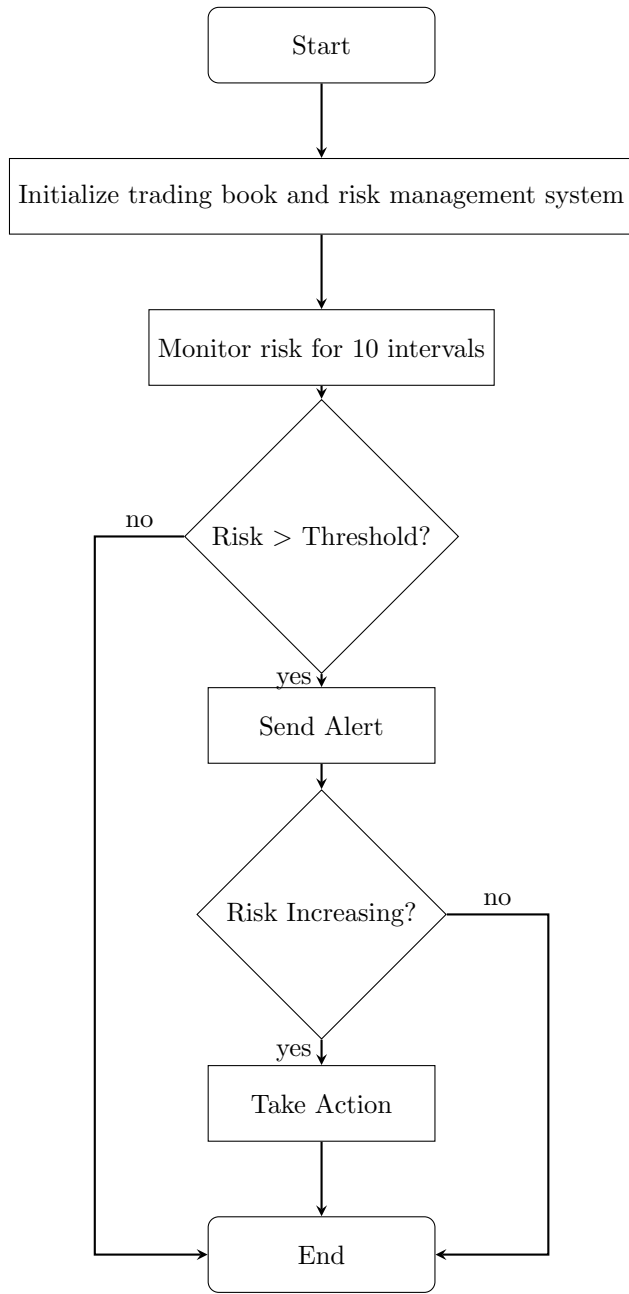 Start
Initialize trading book and risk management system
Monitor risk for 10 intervals
no
Risk > Threshold?
yes
Send Alert
Risk Increasing?
no
yes
Take Action
End